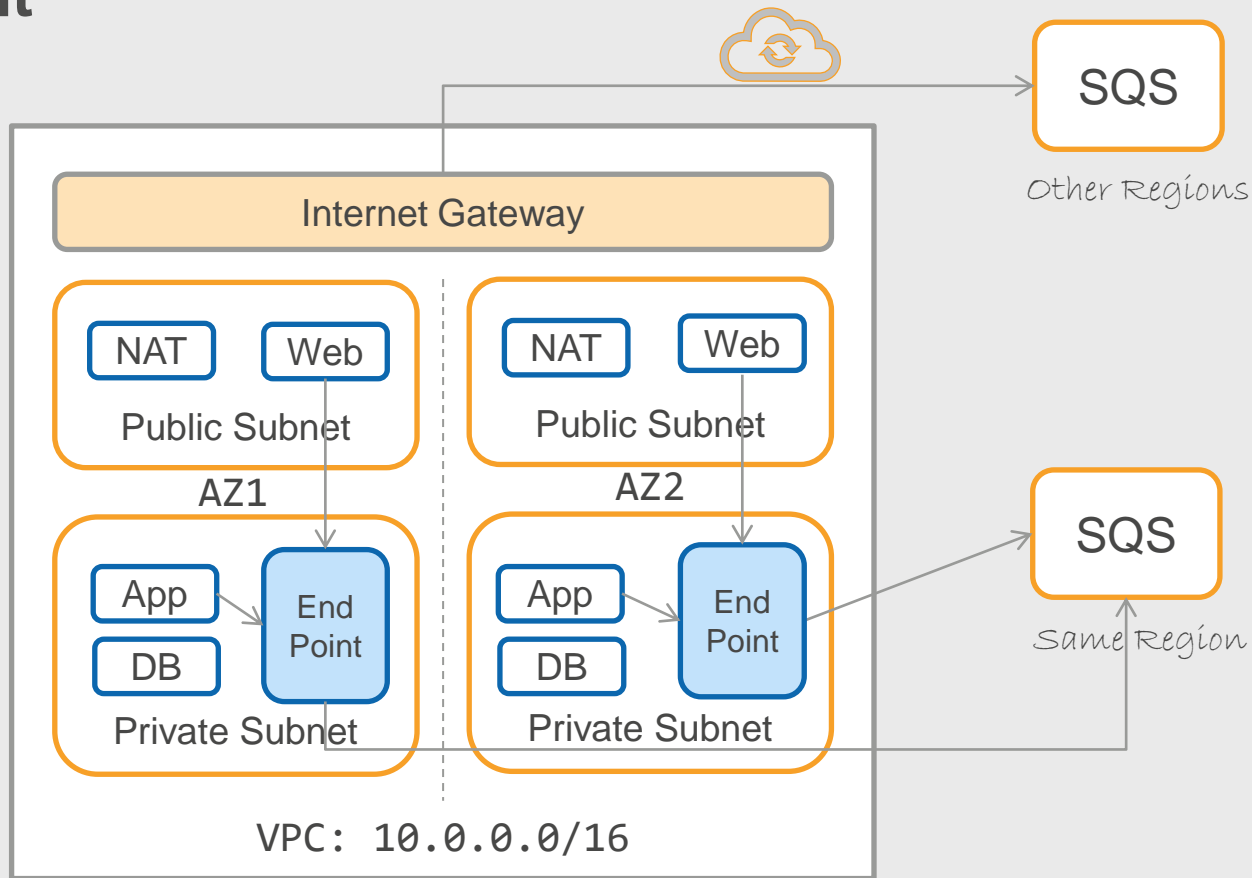 SQS
Other Regions
Internet Gateway
NAT
Web
Public Subnet
NAT
Web
Public Subnet
AZ1
AZ2
App
DB
End
Point
Private Subnet
App
DB
End
Point
Private Subnet
SQS
Same Region
VPC: 10.0.0.0/16